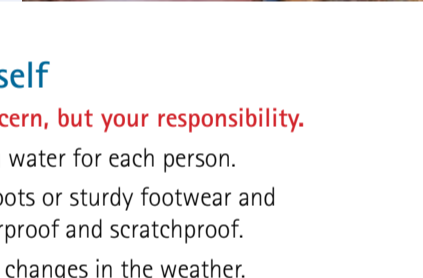 self
cern, but your responsibility.
water for each person.
oots or sturdy footwear and
rproof and scratchproof.
changes in the weather.